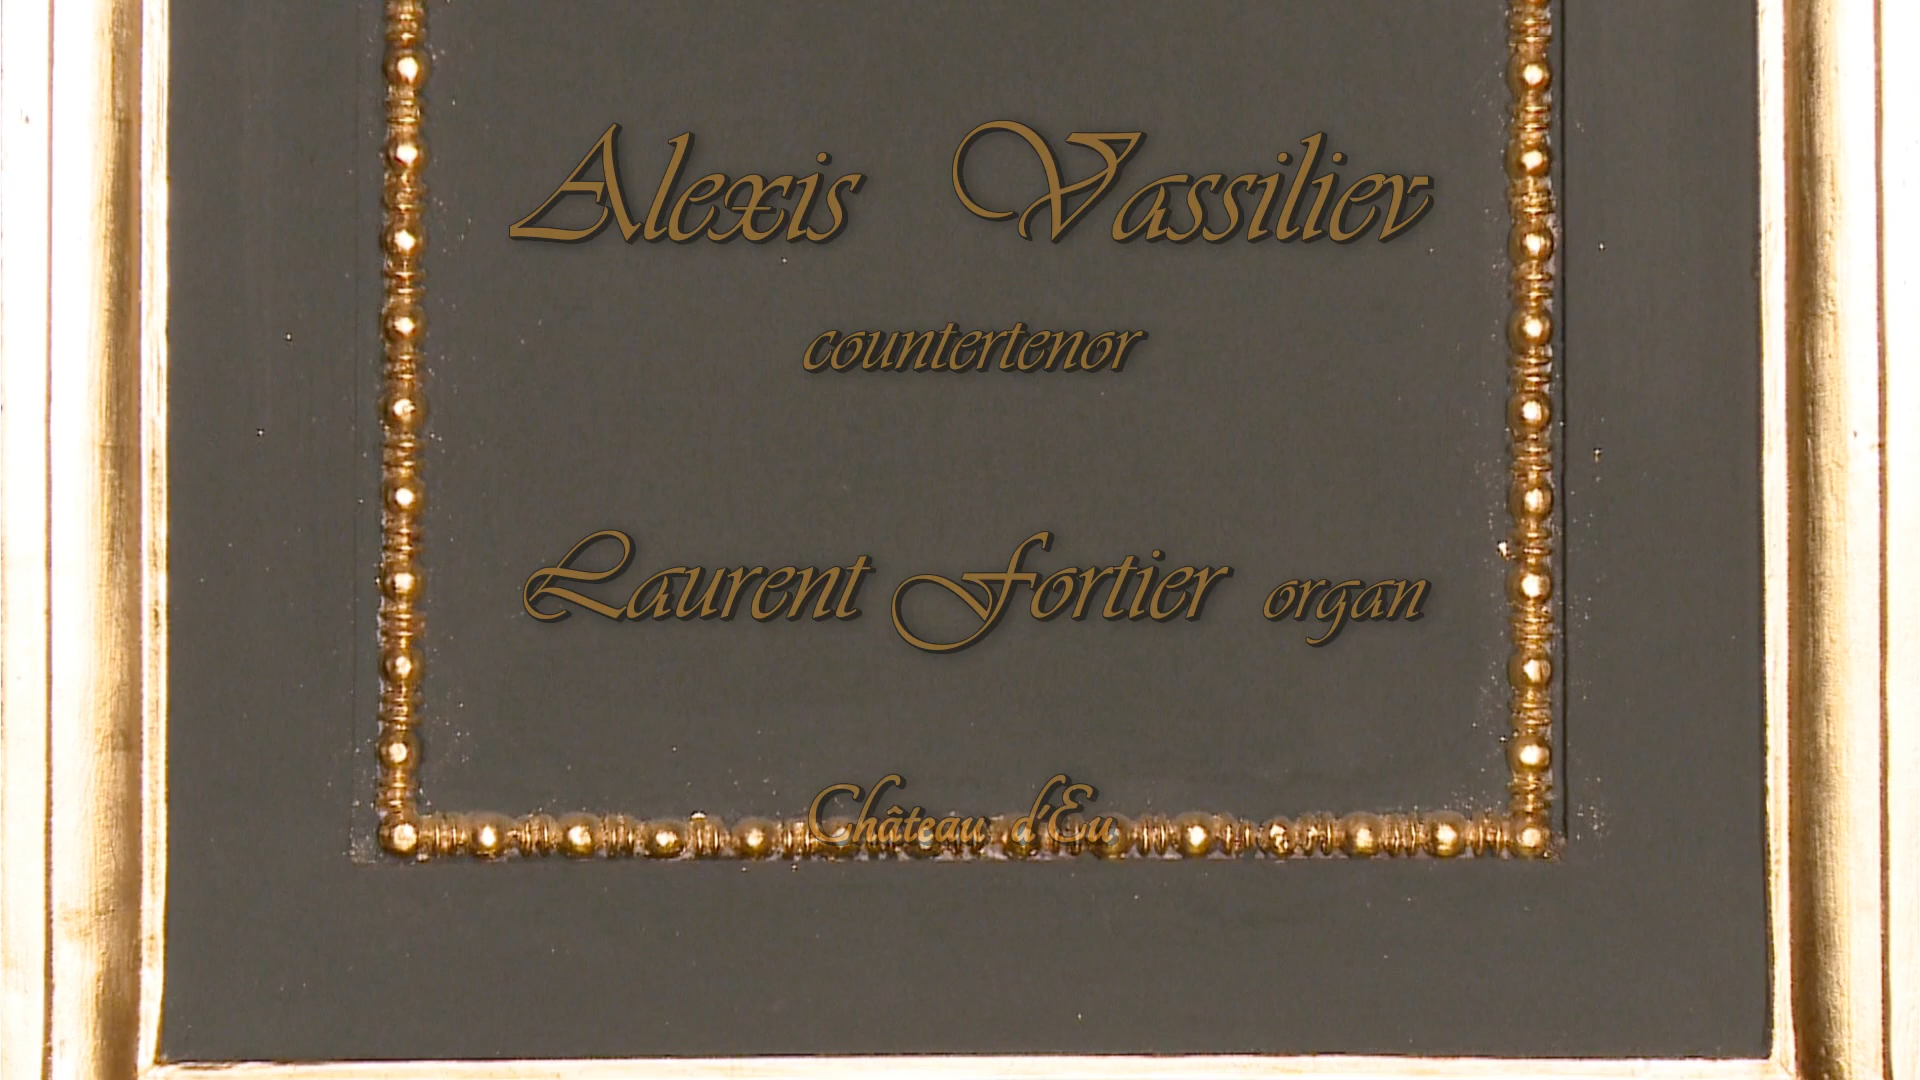 Alexis Vassiliev
countertenor
Laurent Fortier organ
Château d'Eu